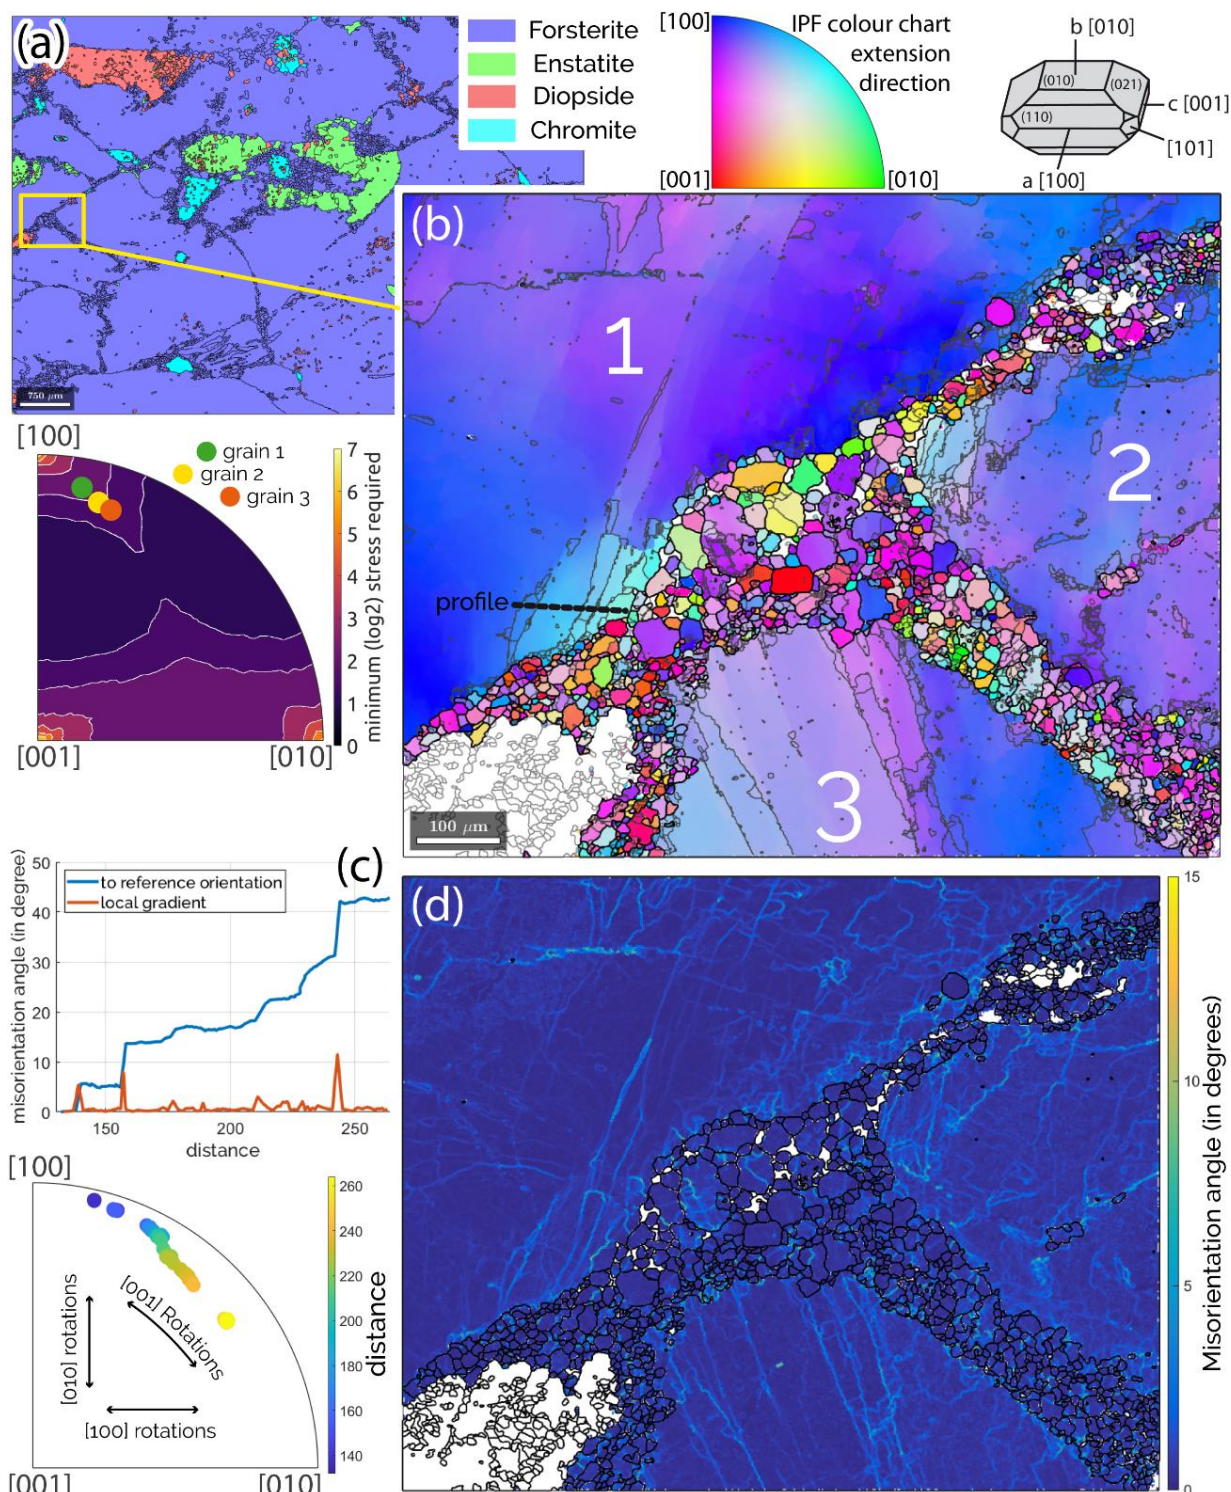 (a)
Forsterite
Enstatite
Diopside
Chromite
750 μm
[100]
IPF colour chart
extension
direction
[001]
[010]
b [010]
(010)
(021)
c [001]
(110)
[101]
a [100]
(b)
1
2
3
profile
100 μm
[100]
grain 1
grain 2
grain 3
[001]
[010]
7
6
5
4
3
2
1
0
minimum (log2) stress required
(c)
to reference orientation
local gradient
50
40
30
20
10
0
misorientation angle (in degree)
150
200
250
distance
[100]
[010] rotations
[001] Rotations
[100] rotations
[001]
[010]
260
240
220
200
180
160
140
distance
(d)
15
10
5
0
Misorientation angle (in degrees)